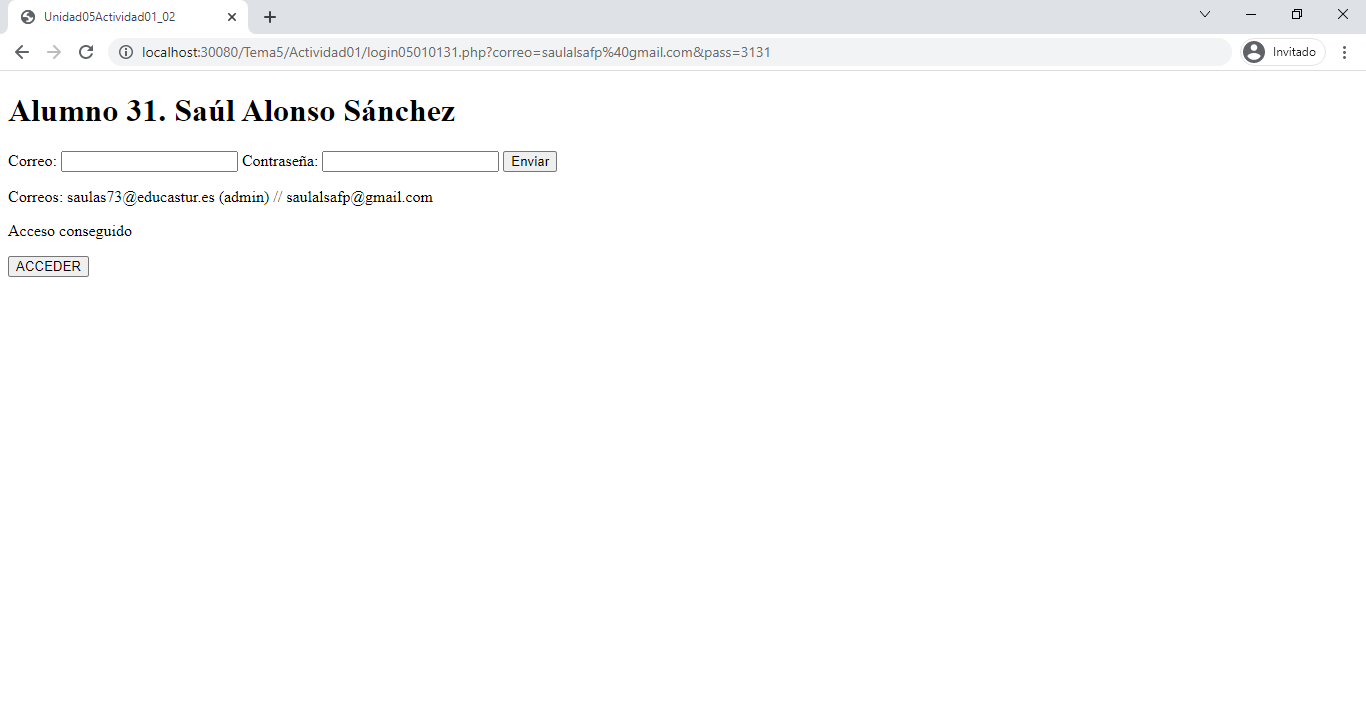 Unidad05Actividad01_02
localhost:30080/Tema5/Actividad01/login05010131.php?correo=saulalsafp%40gmail.com&pass=3131
Invitado
Alumno 31. Saúl Alonso Sánchez
Correo: Contraseña: Enviar
Correos: saulas73@educastur.es (admin) // saulalsafp@gmail.com
Acceso conseguido
ACCEDER